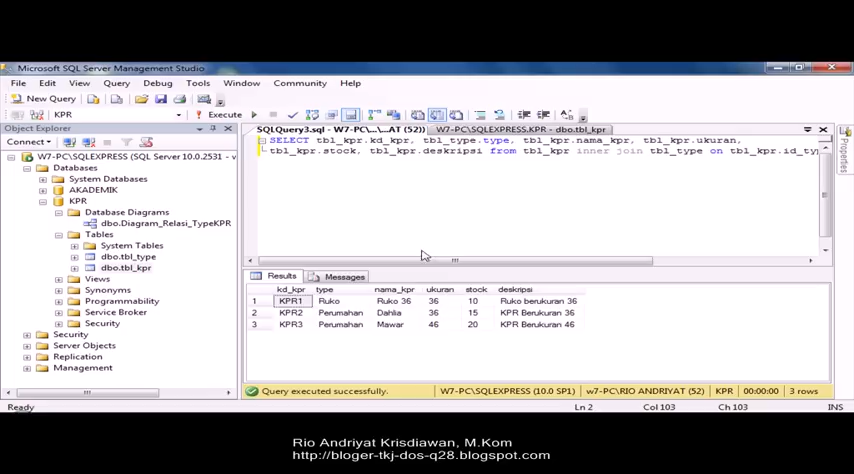 Microsoft SQL Server Management Studio
File Edit View Query Project Debug Tools Window Community Help
New Query
KPR Execute
Object Explorer
Connect
W7-PC\SQLEXPRESS (SQL Server 10.0.2531 - w
Databases
System Databases
AKADEMIK
KPR
Database Diagrams
dbo.Diagram_Relasi_TypeKPR
Tables
System Tables
dbo.tbl_type
dbo.tbl_kpr
Views
Synonyms
Programmability
Service Broker
Security
Security
Server Objects
Replication
Management
SQLQuery3.sql - W7-PC\...\...AT (52)) W7-PC\SQLEXPRESS.KPR - dbo.tbl_kpr
SELECT tbl_kpr.kd_kpr, tbl_type.type, tbl_kpr.nama_kpr, tbl_kpr.ukuran,
tbl_kpr.stock, tbl_kpr.deskripsi from tbl_kpr inner join tbl_type on tbl_kpr.id_ty
Properties
Results Messages
kd_kpr type nama_kpr ukuran stock deskripsi
1 KPR1 Ruko Ruko 36 36 10 Ruko berukuran 36
2 KPR2 Perumahan Dahlia 36 15 KPR Berukuran 36
3 KPR3 Perumahan Mawar 46 20 KPR Berukuran 46
Query executed successfully. W7-PC\SQLEXPRESS (10.0 SP1) w7-PC\RIO ANDRIYAT (52) KPR 00:00:00 3 rows
Ready Ln 2 Col 103 Ch 103 INS
Rio Andriyat Krisdiawan, M.Kom
http://bloger-tkj-dos-q28.blogspot.com